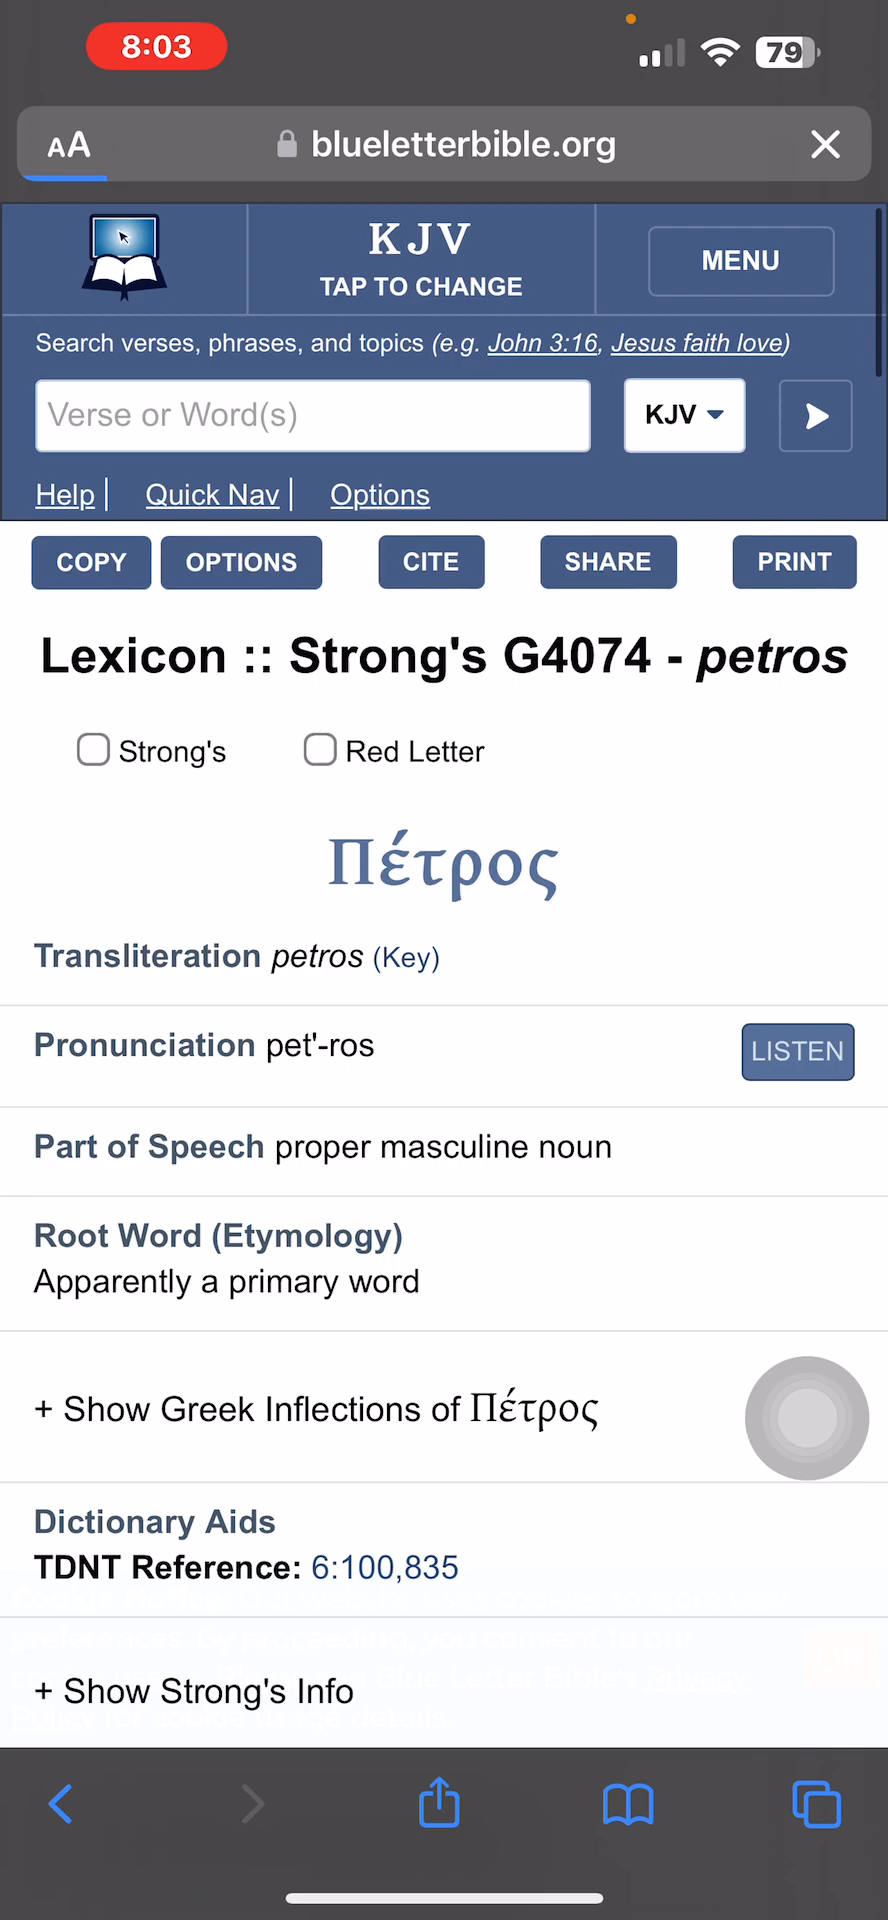 8:03
79
AA blueletterbible.org
KJV
TAP TO CHANGE
MENU
Search verses, phrases, and topics (e.g. John 3:16, Jesus faith love)
Verse or Word(s)
KJV
Help | Quick Nav | Options
COPY OPTIONS CITE SHARE PRINT
Lexicon :: Strong's G4074 - petros
Strong's Red Letter
Πέτρος
Transliteration petros (Key)
Pronunciation pet'-ros
LISTEN
Part of Speech proper masculine noun
Root Word (Etymology)
Apparently a primary word
+ Show Greek Inflections of Πέτρος
Dictionary Aids
TDNT Reference: 6:100,835
+ Show Strong's Info